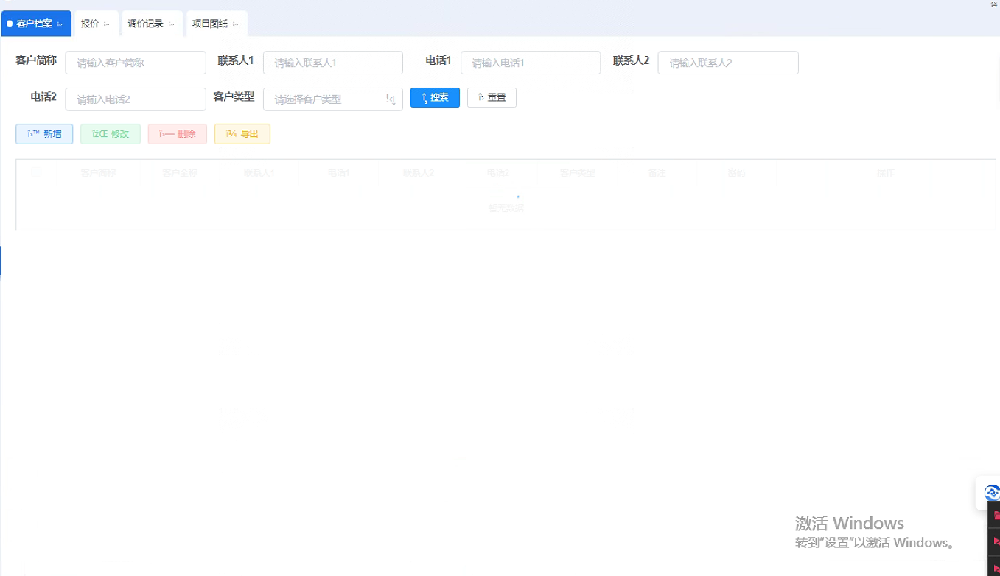 客户档案 报价 调价记录 项目图纸
客户简称 请输入客户简称 联系人1 请输入联系人1 电话1 请输入电话1 联系人2 请输入联系人2
电话2 请输入电话2 客户类型 请选择客户类型 搜索 重置
新增 修改 删除 导出
客户简称 客户全称 联系人1 电话1 联系人2 电话2 客户类型 备注 密码 操作
暂无数据
激活 Windows
转到"设置"以激活 Windows。